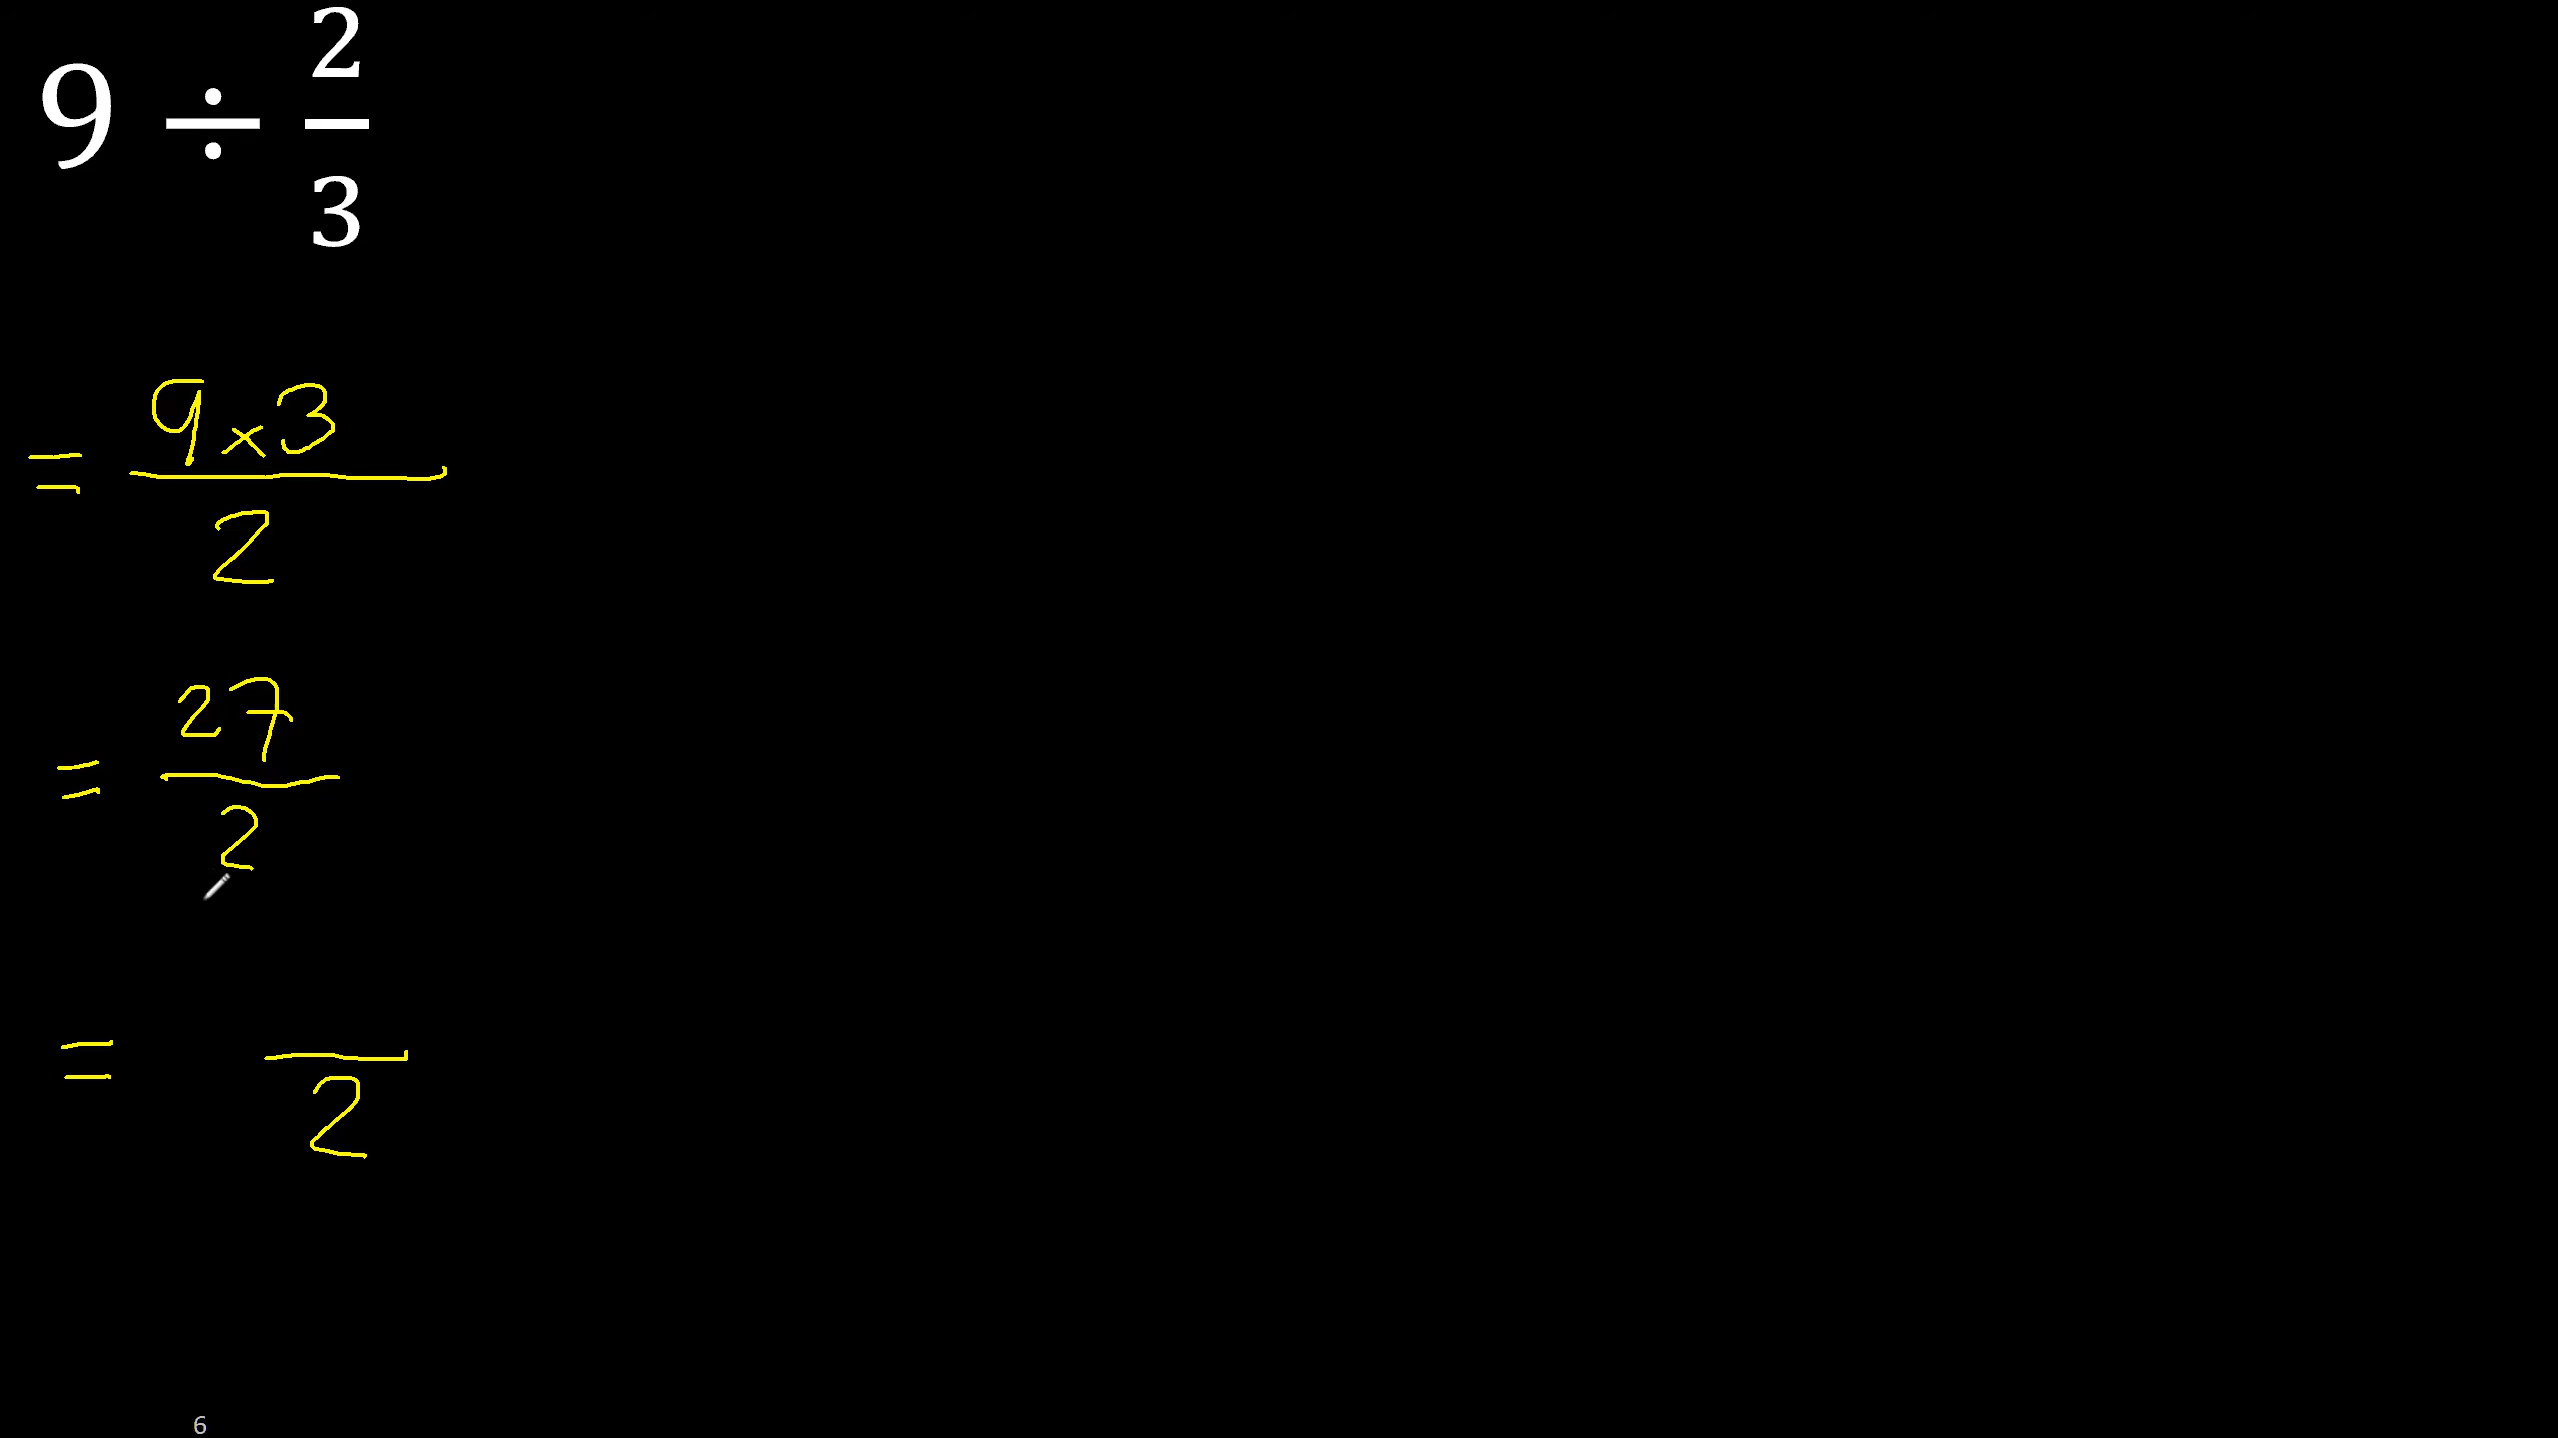 9 ÷ 2/3
= 9 × 3 / 2
= 27 / 2
= / 2
6